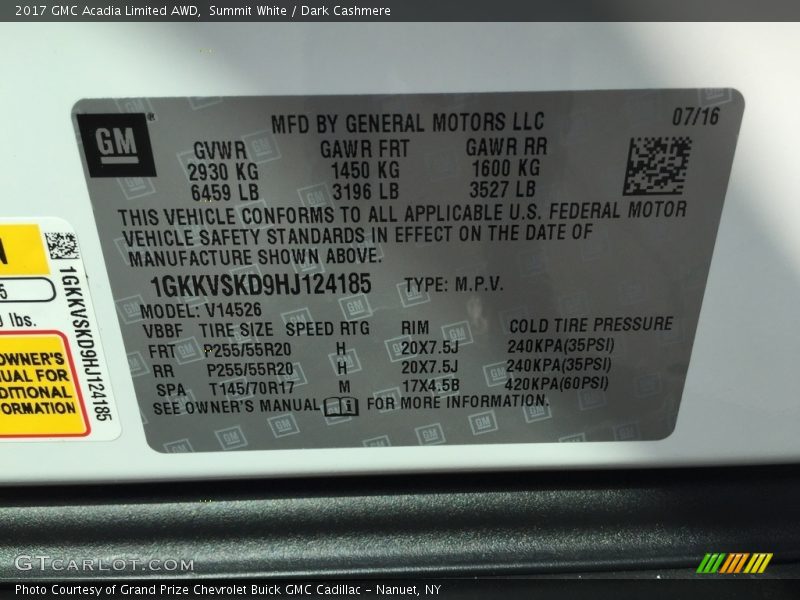 2017 GMC Acadia Limited AWD, Summit White / Dark Cashmere
GM
MFD BY GENERAL MOTORS LLC 07/16
GVWR GAWR FRT GAWR RR
2930 KG 1450 KG 1600 KG
6459 LB 3196 LB 3527 LB
THIS VEHICLE CONFORMS TO ALL APPLICABLE U.S. FEDERAL MOTOR
VEHICLE SAFETY STANDARDS IN EFFECT ON THE DATE OF
MANUFACTURE SHOWN ABOVE.
1GKKVSKD9HJ124185 TYPE: M.P.V.
MODEL: V14526
VBBF TIRE SIZE SPEED RTG RIM COLD TIRE PRESSURE
FRT P255/55R20 H 20X7.5J 240KPA(35PSI)
RR P255/55R20 H 20X7.5J 240KPA(35PSI)
SPA T145/70R17 M 17X4.5B 420KPA(60PSI)
SEE OWNER'S MANUAL FOR MORE INFORMATION.
1GKKVSKD9HJ124185
5
lbs.
OWNER'S
UAL FOR
DITIONAL
ORMATION
GTCARLOT.COM
Photo Courtesy of Grand Prize Chevrolet Buick GMC Cadillac – Nanuet, NY